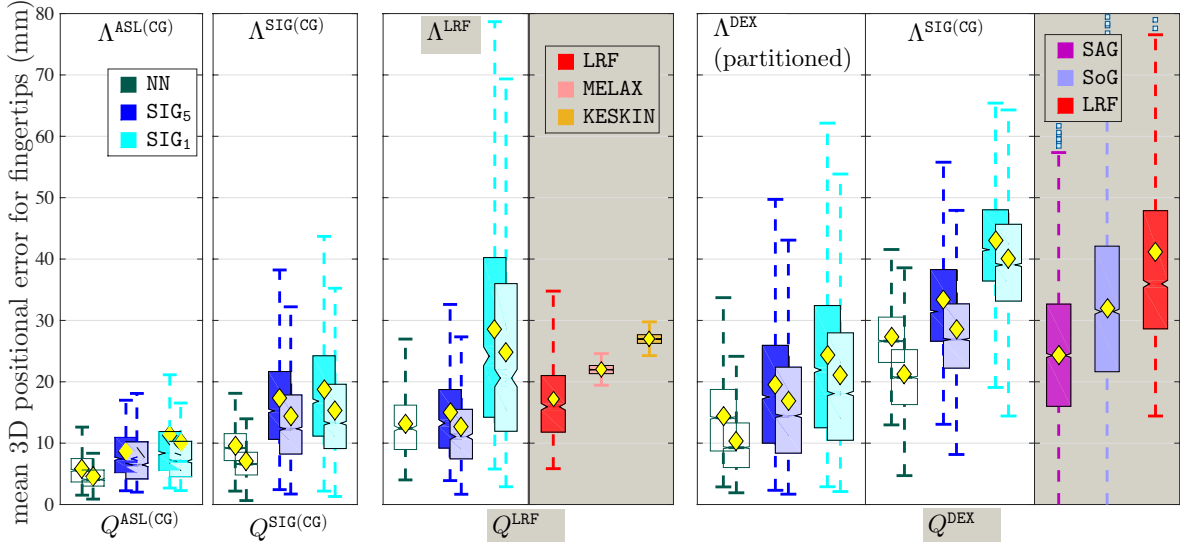 mean 3D positional error for fingertips (mm)
80
70
60
50
40
30
20
10
0
Λ^ASL(CG)
NN
SIG₅
SIG₁
Q^ASL(CG)
Λ^SIG(CG)
Q^SIG(CG)
Λ^LRF
LRF
MELAX
KESKIN
Q^LRF
Λ^DEX
(partitioned)
Λ^SIG(CG)
SAG
SoG
LRF
Q^DEX